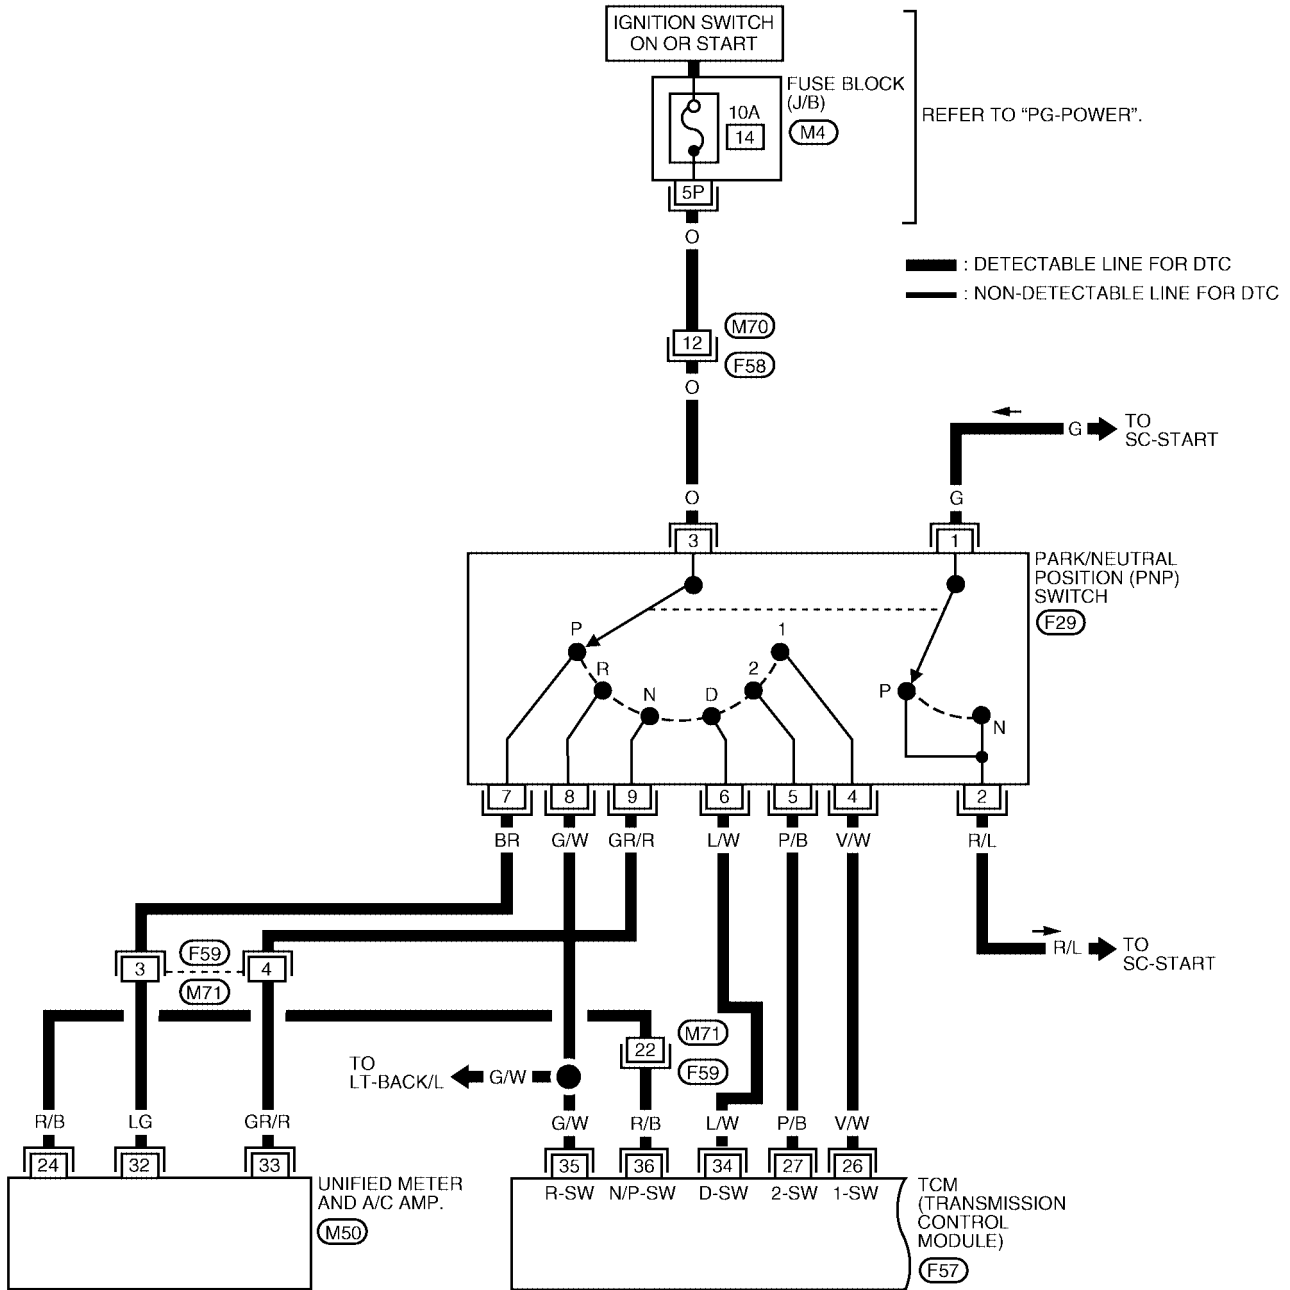 IGNITION SWITCH
ON OR START
FUSE BLOCK
(J/B)
10A
14
M4
REFER TO “PG-POWER”.
5P
O
: DETECTABLE LINE FOR DTC
: NON-DETECTABLE LINE FOR DTC
M70
12
F58
O
G
TO
SC-START
O
G
3
1
PARK/NEUTRAL
POSITION (PNP)
SWITCH
F29
P
R
N
D
2
1
P
N
7
8
9
6
5
4
2
BR
G/W
GR/R
L/W
P/B
V/W
R/L
R/L
TO
SC-START
3
F59
M71
4
M71
22
F59
TO
LT-BACK/L
G/W
R/B
LG
GR/R
G/W
R/B
L/W
P/B
V/W
24
32
33
35
36
34
27
26
R-SW
N/P-SW
D-SW
2-SW
1-SW
UNIFIED METER
AND A/C AMP.
M50
TCM
(TRANSMISSION
CONTROL
MODULE)
F57